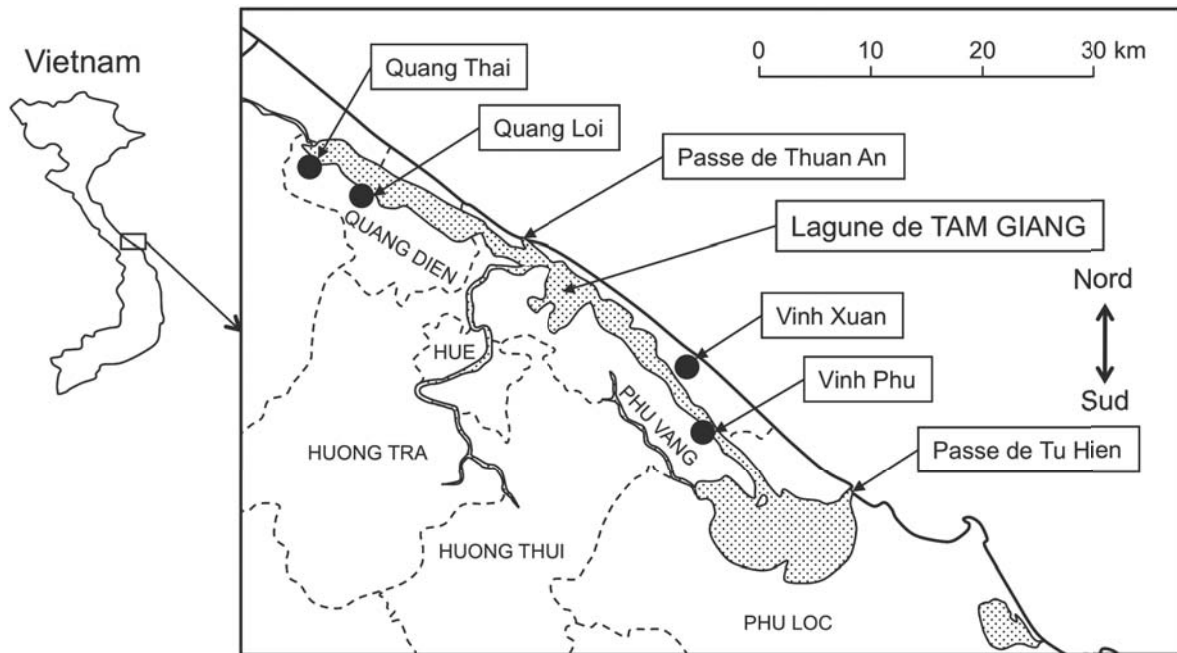 Vietnam
0 10 20 30 km
Quang Thai
Quang Loi
Passe de Thuan An
Lagune de TAM GIANG
QUANG DIEN
Nord
Vinh Xuan
HUE
Vinh Phu
Sud
PHU VANG
Passe de Tu Hien
HUONG TRA
HUONG THUI
PHU LOC